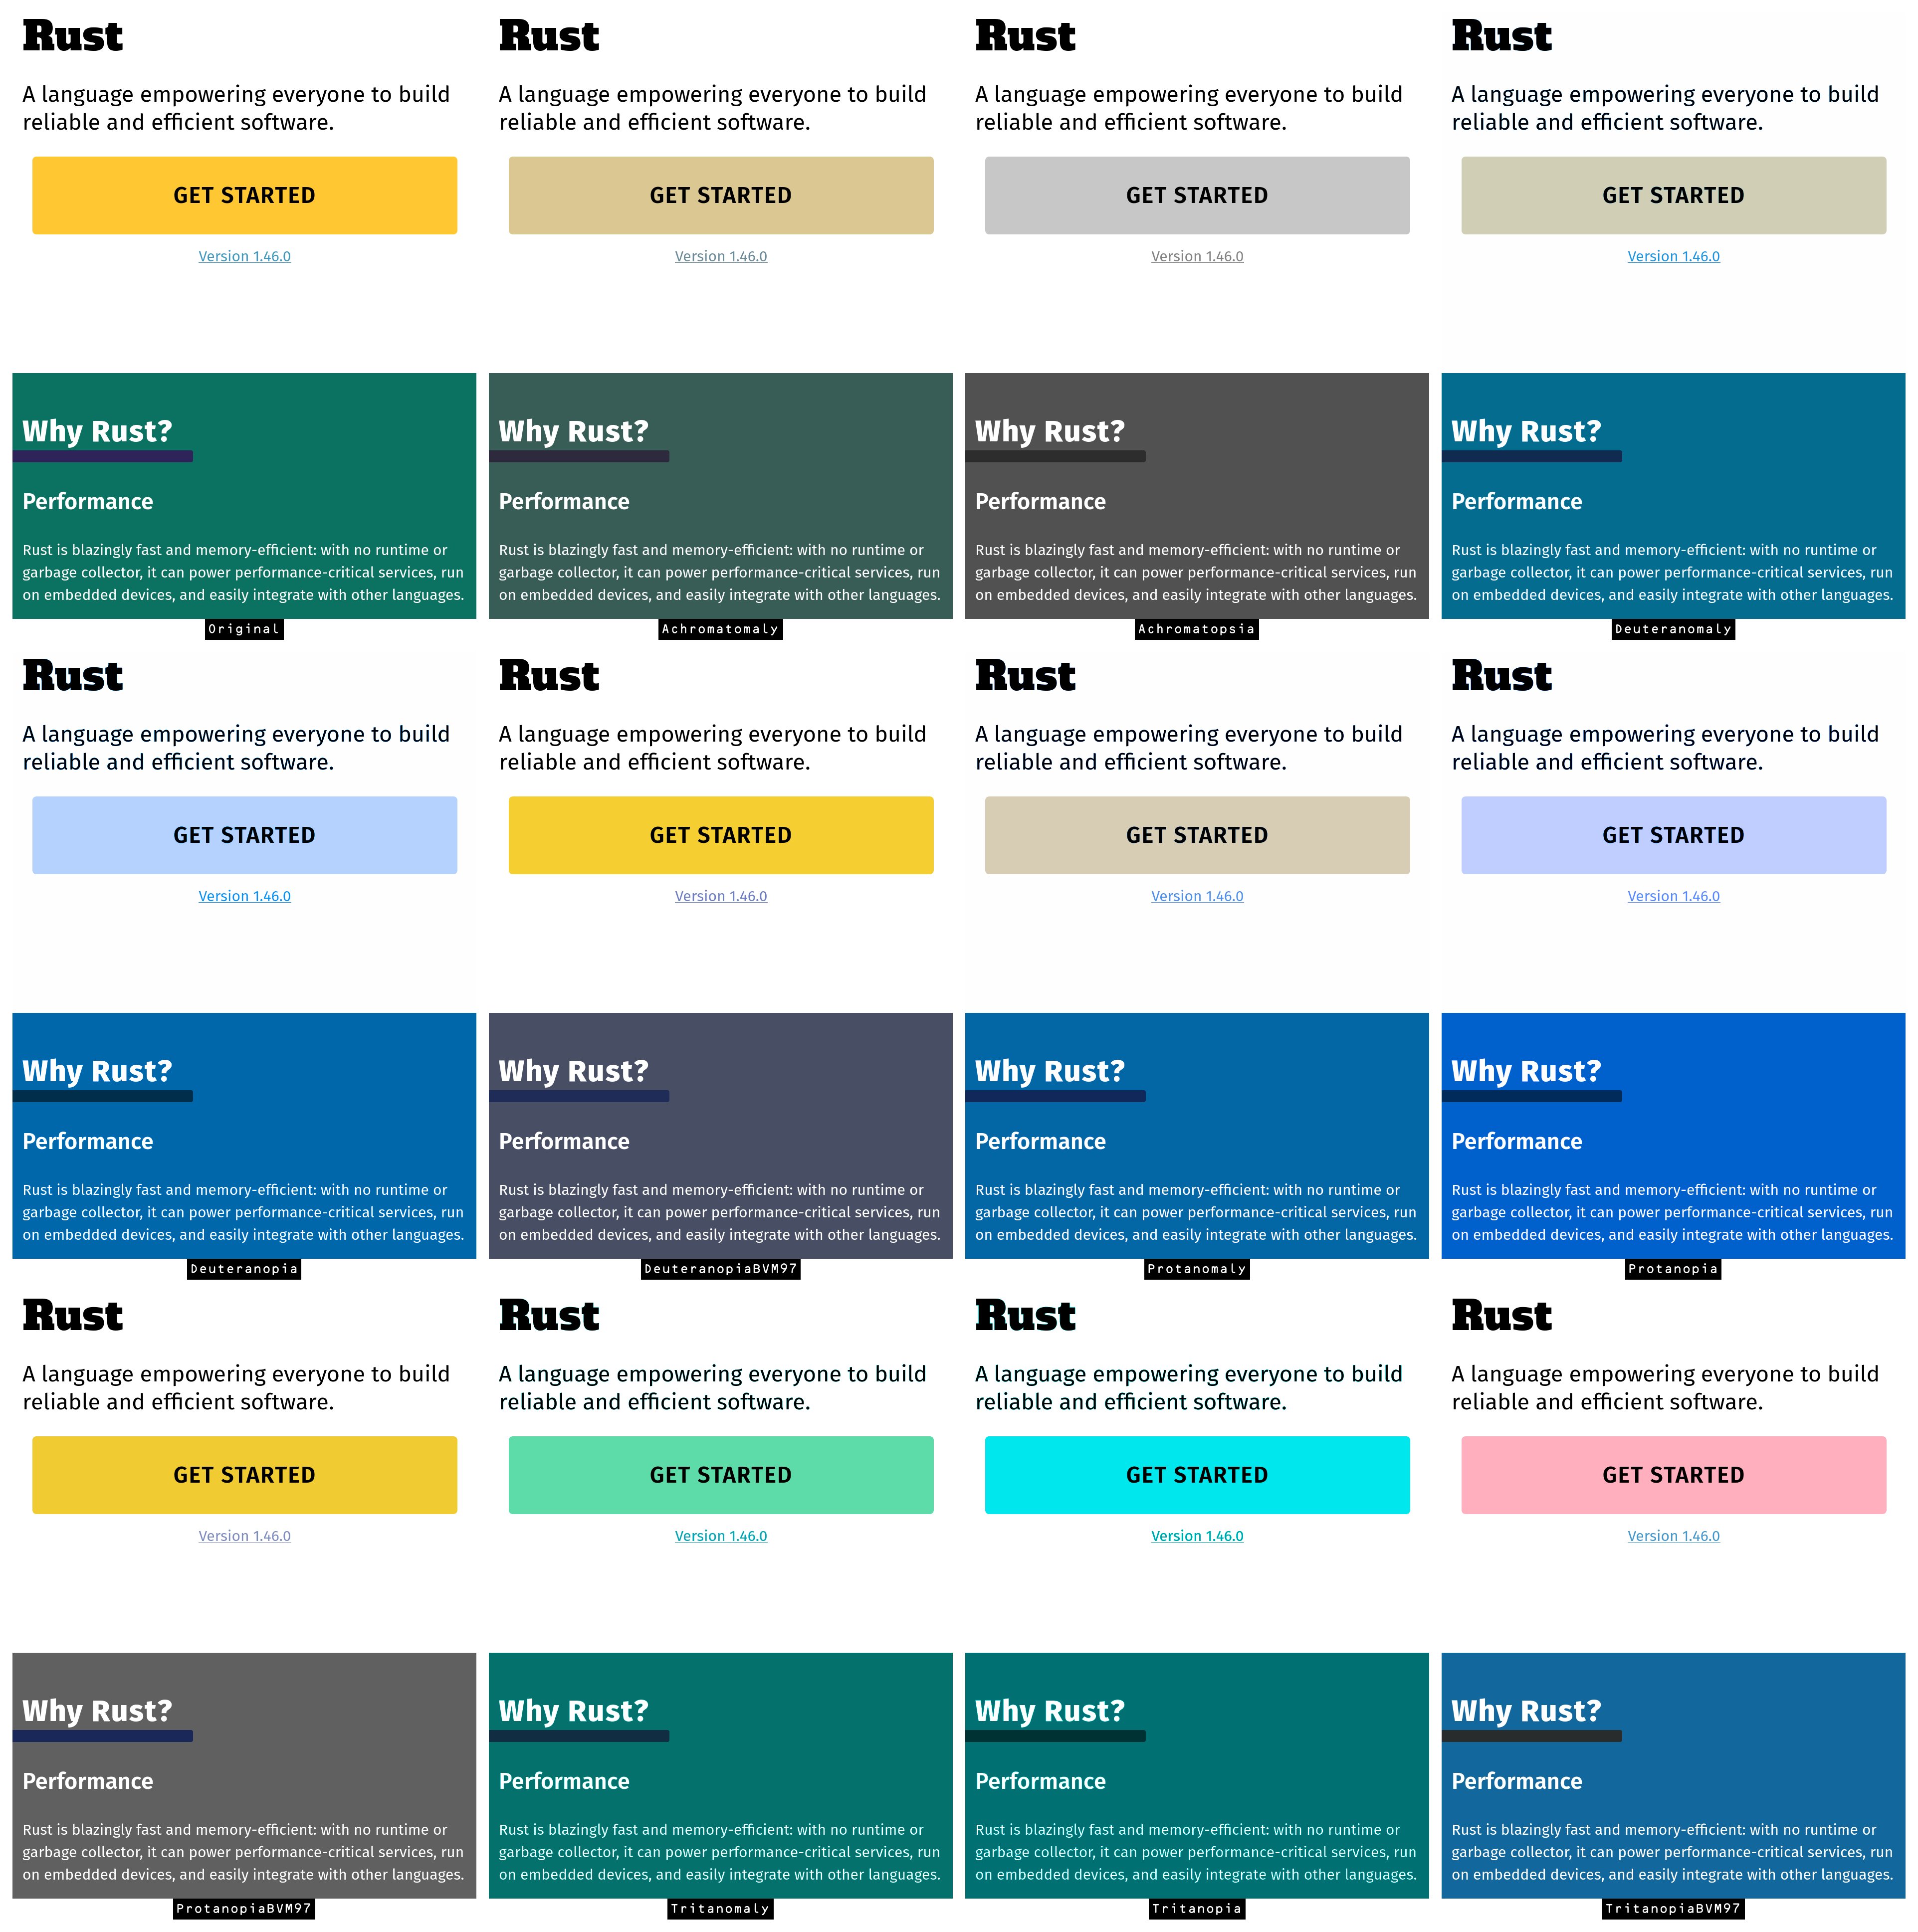 Rust
A language empowering everyone to build
reliable and efficient software.
GET STARTED
Version 1.46.0
Why Rust?
Performance
Rust is blazingly fast and memory-efficient: with no runtime or
garbage collector, it can power performance-critical services, run
on embedded devices, and easily integrate with other languages.
Original
Rust
A language empowering everyone to build
reliable and efficient software.
GET STARTED
Version 1.46.0
Why Rust?
Performance
Rust is blazingly fast and memory-efficient: with no runtime or
garbage collector, it can power performance-critical services, run
on embedded devices, and easily integrate with other languages.
Achromatomaly
Rust
A language empowering everyone to build
reliable and efficient software.
GET STARTED
Version 1.46.0
Why Rust?
Performance
Rust is blazingly fast and memory-efficient: with no runtime or
garbage collector, it can power performance-critical services, run
on embedded devices, and easily integrate with other languages.
Achromatopsia
Rust
A language empowering everyone to build
reliable and efficient software.
GET STARTED
Version 1.46.0
Why Rust?
Performance
Rust is blazingly fast and memory-efficient: with no runtime or
garbage collector, it can power performance-critical services, run
on embedded devices, and easily integrate with other languages.
Deuteranomaly
Rust
A language empowering everyone to build
reliable and efficient software.
GET STARTED
Version 1.46.0
Why Rust?
Performance
Rust is blazingly fast and memory-efficient: with no runtime or
garbage collector, it can power performance-critical services, run
on embedded devices, and easily integrate with other languages.
Deuteranopia
Rust
A language empowering everyone to build
reliable and efficient software.
GET STARTED
Version 1.46.0
Why Rust?
Performance
Rust is blazingly fast and memory-efficient: with no runtime or
garbage collector, it can power performance-critical services, run
on embedded devices, and easily integrate with other languages.
DeuteranopiaBVM97
Rust
A language empowering everyone to build
reliable and efficient software.
GET STARTED
Version 1.46.0
Why Rust?
Performance
Rust is blazingly fast and memory-efficient: with no runtime or
garbage collector, it can power performance-critical services, run
on embedded devices, and easily integrate with other languages.
Protanomaly
Rust
A language empowering everyone to build
reliable and efficient software.
GET STARTED
Version 1.46.0
Why Rust?
Performance
Rust is blazingly fast and memory-efficient: with no runtime or
garbage collector, it can power performance-critical services, run
on embedded devices, and easily integrate with other languages.
Protanopia
Rust
A language empowering everyone to build
reliable and efficient software.
GET STARTED
Version 1.46.0
Why Rust?
Performance
Rust is blazingly fast and memory-efficient: with no runtime or
garbage collector, it can power performance-critical services, run
on embedded devices, and easily integrate with other languages.
ProtanopiaBVM97
Rust
A language empowering everyone to build
reliable and efficient software.
GET STARTED
Version 1.46.0
Why Rust?
Performance
Rust is blazingly fast and memory-efficient: with no runtime or
garbage collector, it can power performance-critical services, run
on embedded devices, and easily integrate with other languages.
Tritanomaly
Rust
A language empowering everyone to build
reliable and efficient software.
GET STARTED
Version 1.46.0
Why Rust?
Performance
Rust is blazingly fast and memory-efficient: with no runtime or
garbage collector, it can power performance-critical services, run
on embedded devices, and easily integrate with other languages.
Tritanopia
Rust
A language empowering everyone to build
reliable and efficient software.
GET STARTED
Version 1.46.0
Why Rust?
Performance
Rust is blazingly fast and memory-efficient: with no runtime or
garbage collector, it can power performance-critical services, run
on embedded devices, and easily integrate with other languages.
TritanopiaBVM97